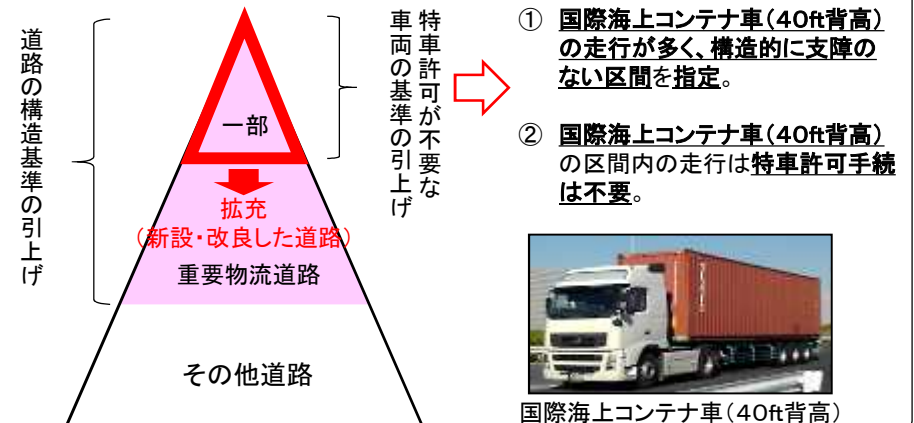 道路の構造基準の引上げ
一部
拡充
(新設・改良した道路)
重要物流道路
その他道路
特車許可が不要な
車両の基準の引上げ
① 国際海上コンテナ車(40ft背高)
の走行が多く、構造的に支障の
ない区間を指定。
② 国際海上コンテナ車(40ft背高)
の区間内の走行は特車許可手続
は不要。
国際海上コンテナ車(40ft背高)